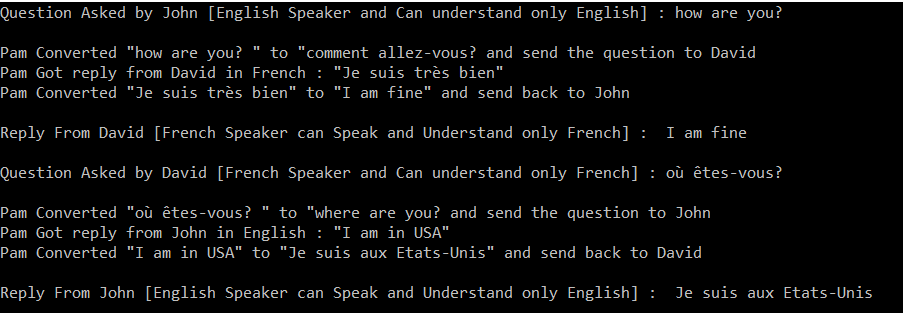 Question Asked by John [English Speaker and Can understand only English] : how are you?
Pam Converted "how are you? " to "comment allez-vous? and send the question to David
Pam Got reply from David in French : "Je suis très bien"
Pam Converted "Je suis très bien" to "I am fine" and send back to John
Reply From David [French Speaker can Speak and Understand only French] :  I am fine
Question Asked by David [French Speaker and Can understand only French] : où êtes-vous?
Pam Converted "où êtes-vous? " to "where are you? and send the question to John
Pam Got reply from John in English : "I am in USA"
Pam Converted "I am in USA" to "Je suis aux Etats-Unis" and send back to David
Reply From John [English Speaker can Speak and Understand only English] :  Je suis aux Etats-Unis